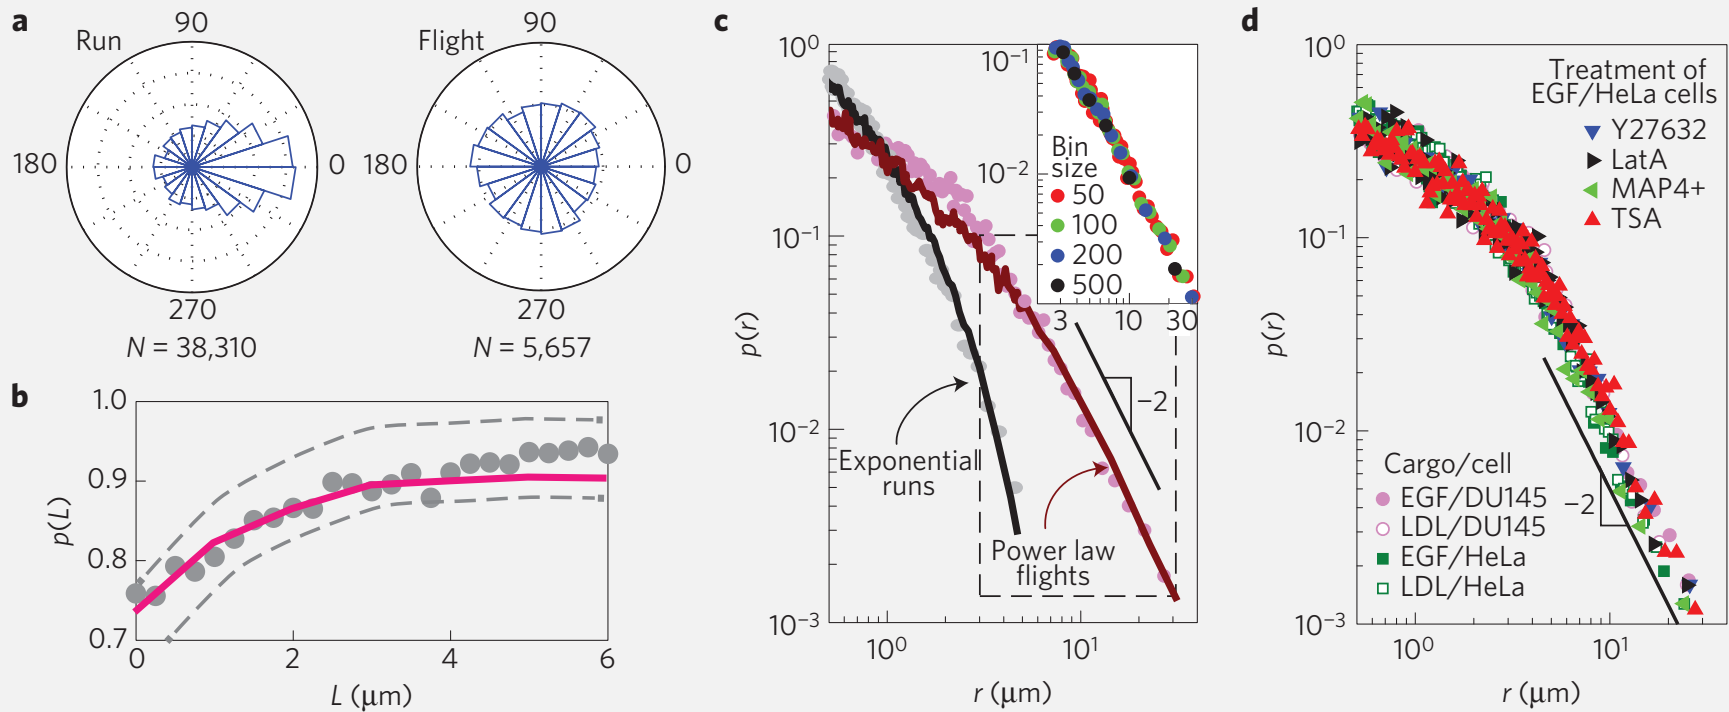 a
Run
90
180
0
270
N = 38,310
Flight
90
180
0
270
N = 5,657
b
p(L)
1.0
0.9
0.8
0.7
0
2
4
6
L (μm)
c
p(r)
10⁰
10⁻¹
10⁻²
10⁻³
10⁰
10¹
r (μm)
Exponential
runs
Power law
flights
−2
10⁻¹
10⁻²
3
10
30
Bin
size
50
100
200
500
d
p(r)
10⁰
10⁻¹
10⁻²
10⁻³
10⁰
10¹
r (μm)
Treatment of
EGF/HeLa cells
Y27632
LatA
MAP4+
TSA
−2
Cargo/cell
EGF/DU145
LDL/DU145
EGF/HeLa
LDL/HeLa